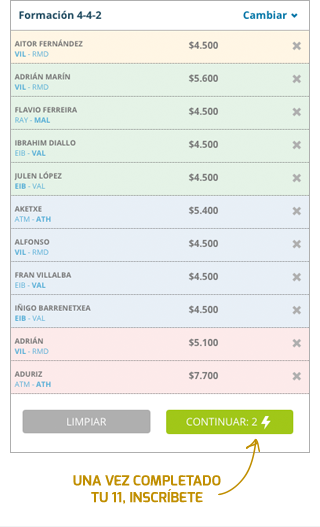 Formación 4-4-2 Cambiar
AITOR FERNÁNDEZ $4.500
VIL - RMD
ADRIÁN MARÍN $5.600
VIL - RMD
FLAVIO FERREIRA $4.500
RAY - MAL
IBRAHIM DIALLO $4.500
EIB - VAL
JULEN LÓPEZ $4.500
EIB - VAL
AKETXE $5.400
ATM - ATH
ALFONSO $4.500
VIL - RMD
FRAN VILLALBA $4.500
EIB - VAL
IÑIGO BARRENETXEA $4.500
EIB - VAL
ADRIÁN $5.100
VIL - RMD
ADURIZ $7.700
ATM - ATH
LIMPIAR CONTINUAR: 2
UNA VEZ COMPLETADO
TU 11, INSCRÍBETE